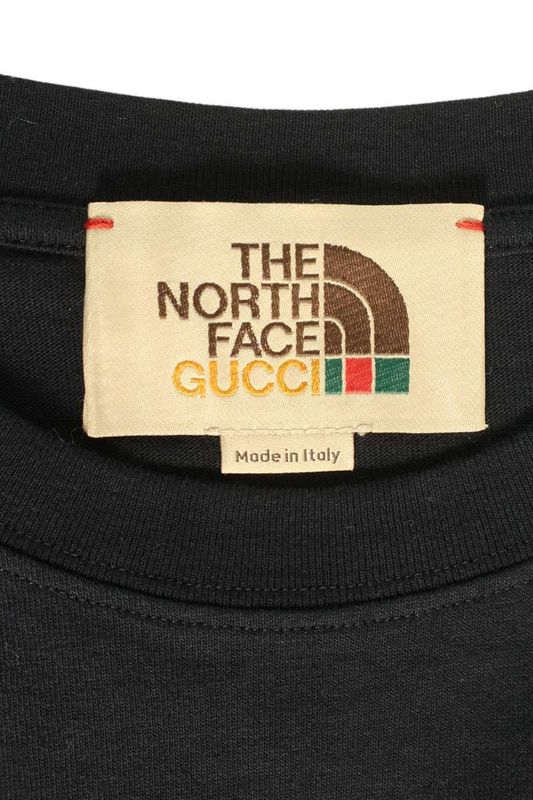 THE
NORTH
FACE
GUCCI
Made in Italy